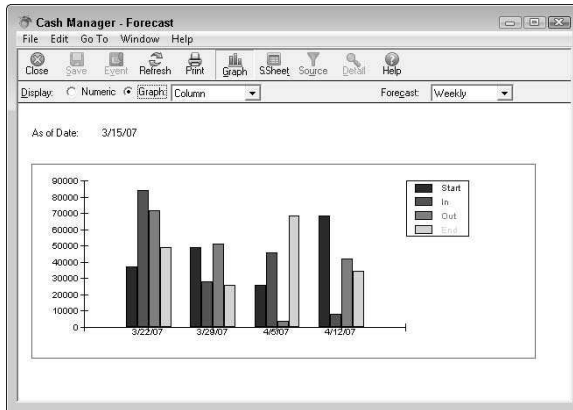 Cash Manager - Forecast
File Edit Go To Window Help
Close Save Event Refresh Print Graph S.Sheet Source Detail Help
Display: Numeric Graph: Column Forecast: Weekly
As of Date: 3/15/07
90000
80000
70000
60000
50000
40000
30000
20000
10000
0
3/22/07 3/29/07 4/5/07 4/12/07
Start
In
Out
End